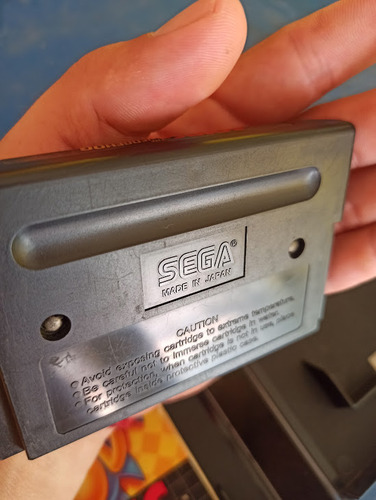 SEGA®
MADE IN JAPAN
CAUTION
• Avoid exposing cartridge to extreme temperature.
• Be careful not to immerse cartridge in water.
• For protection, when cartridge is not in use, place
cartridge inside protective plastic case.